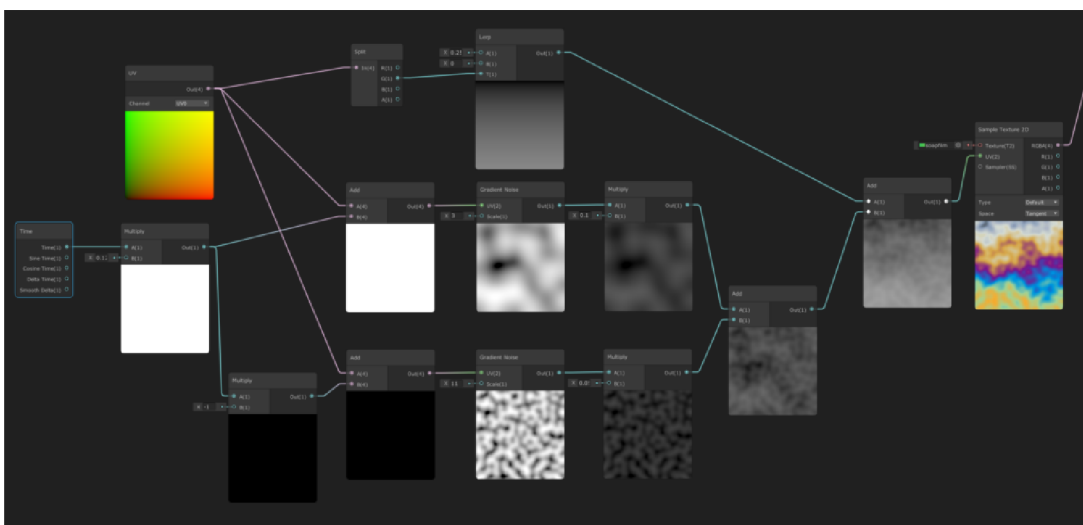 UV
Out(4)
Channel
UV0
Time
Time(1)
Sine Time(1)
Cosine Time(1)
Delta Time(1)
Smooth Delta(1)
Multiply
A(1)
Out(1)
X
B(1)
Multiply
A(1)
Out(1)
X -1
B(1)
Split
In(4)
R(1)
G(1)
B(1)
A(1)
Lerp
X 0.25
A(1)
Out(1)
X 0
B(1)
T(1)
Add
A(4)
Out(4)
B(4)
Gradient Noise
UV(2)
Out(1)
X 3
Scale(1)
Multiply
A(1)
Out(1)
X 0.1
B(1)
Add
A(4)
Out(4)
B(4)
Gradient Noise
UV(2)
Out(1)
X 11
Scale(1)
Multiply
A(1)
Out(1)
X
B(1)
Add
A(1)
Out(1)
B(1)
Add
A(1)
Out(1)
B(1)
Sample Texture 2D
Texture(T2)
RGBA(4)
UV(2)
R(1)
Sampler(SS)
G(1)
B(1)
A(1)
Type
Default
Space
Tangent